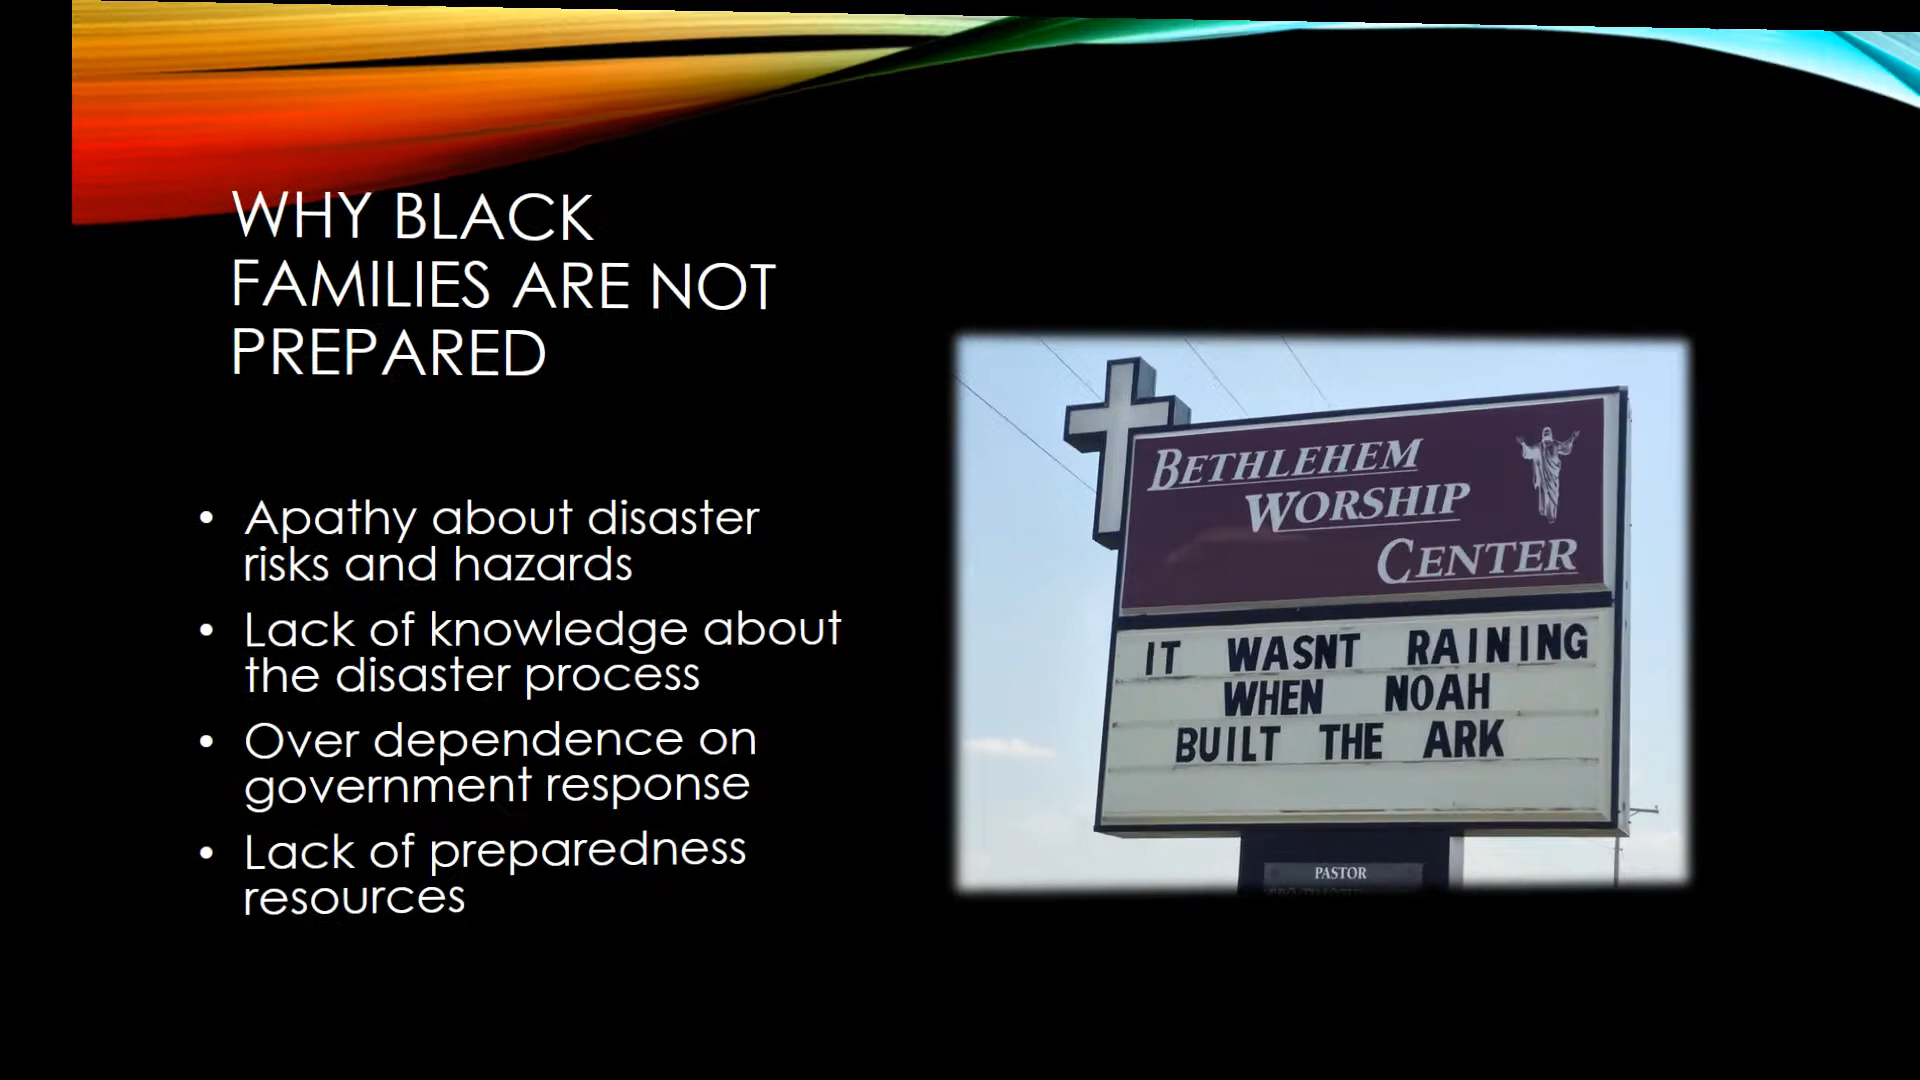 WHY BLACK
FAMILIES ARE NOT
PREPARED
• Apathy about disaster
risks and hazards
• Lack of knowledge about
the disaster process
• Over dependence on
government response
• Lack of preparedness
resources
BETHLEHEM
WORSHIP
CENTER
IT WASNT RAINING
WHEN NOAH
BUILT THE ARK
PASTOR